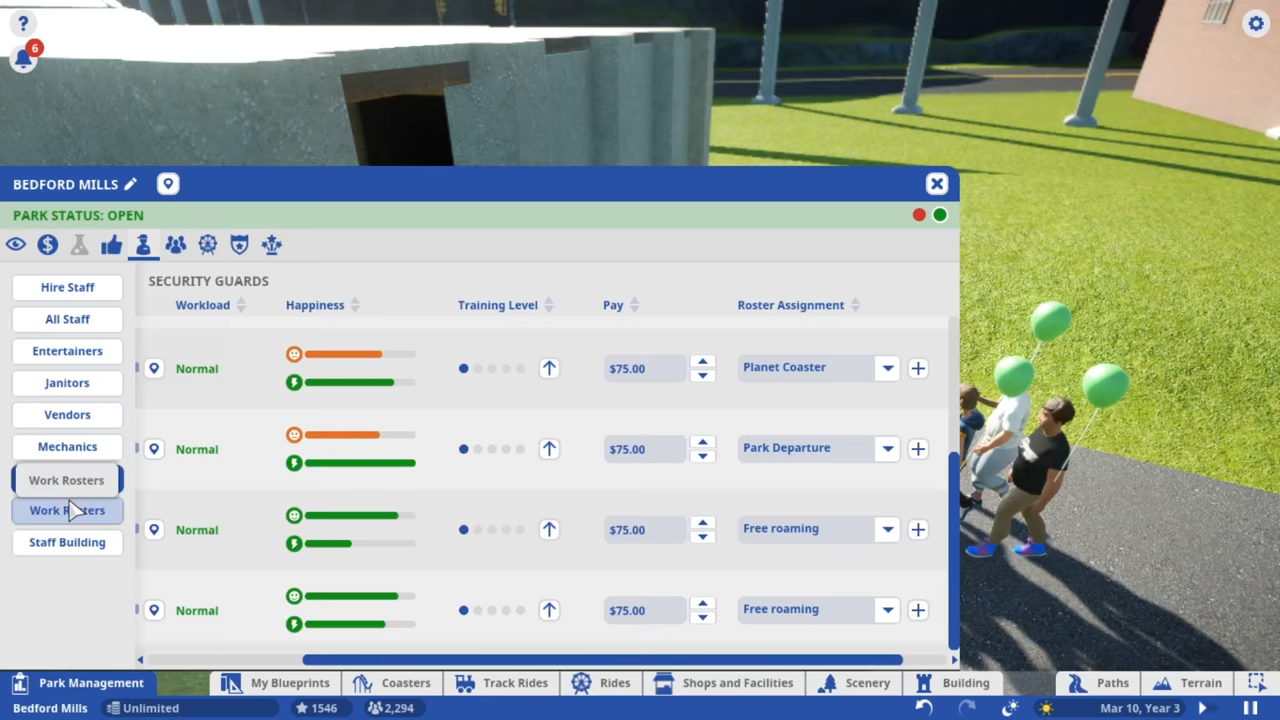 ?
6
BEDFORD MILLS
PARK STATUS: OPEN
Hire Staff
All Staff
Entertainers
Janitors
Vendors
Mechanics
Work Rosters
Work Rosters
Staff Building
SECURITY GUARDS
Workload Happiness Training Level Pay Roster Assignment
Normal $75.00 Planet Coaster
Normal $75.00 Park Departure
Normal $75.00 Free roaming
Normal $75.00 Free roaming
Park Management My Blueprints Coasters Track Rides Rides Shops and Facilities Scenery Building Paths Terrain
Bedford Mills Unlimited 1546 2,294 Mar 10, Year 3